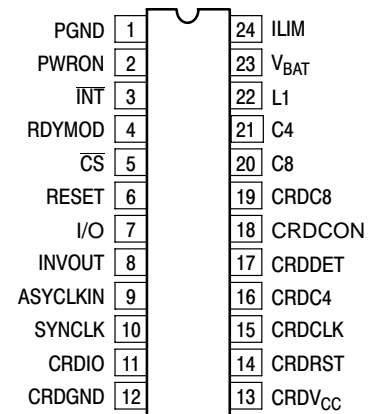 PGND 1 24 ILIM
PWRON 2 23 VBAT
INT 3 22 L1
RDYMOD 4 21 C4
CS 5 20 C8
RESET 6 19 CRDC8
I/O 7 18 CRDCON
INVOUT 8 17 CRDDET
ASYCLKIN 9 16 CRDC4
SYNCLK 10 15 CRDCLK
CRDIO 11 14 CRDRST
CRDGND 12 13 CRDVCC